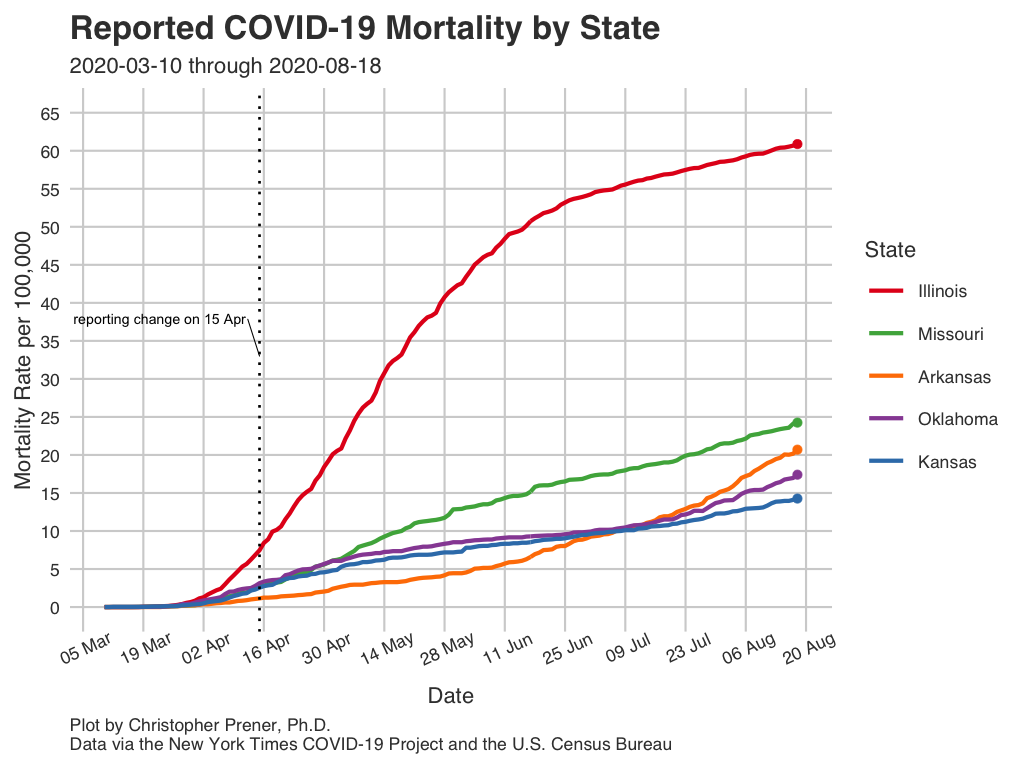 Reported COVID-19 Mortality by State
2020-03-10 through 2020-08-18
Mortality Rate per 100,000
65
60
55
50
45
40
35
30
25
20
15
10
5
0
reporting change on 15 Apr
05 Mar
19 Mar
02 Apr
16 Apr
30 Apr
14 May
28 May
11 Jun
25 Jun
09 Jul
23 Jul
06 Aug
20 Aug
Date
State
Illinois
Missouri
Arkansas
Oklahoma
Kansas
Plot by Christopher Prener, Ph.D.
Data via the New York Times COVID-19 Project and the U.S. Census Bureau